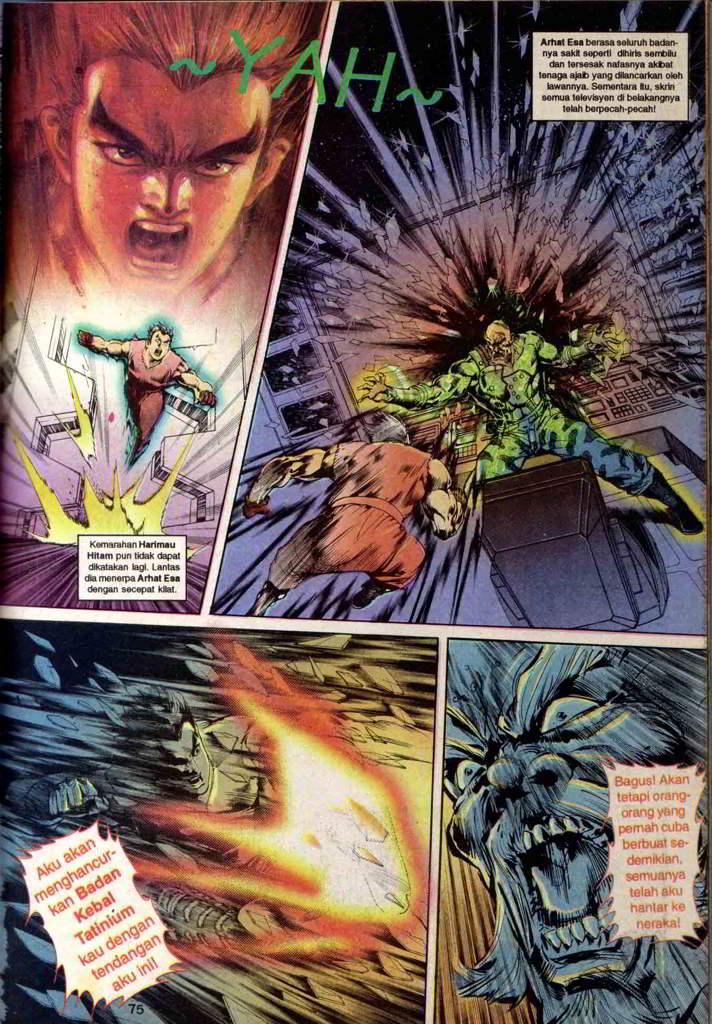 ~YAH~
Arhat Esa berasa seluruh badan-
nya sakit seperti dihiris sembilu
dan tersesak nafasnya akibat
tenaga ajaib yang dilancarkan oleh
lawannya. Sementara itu, skrin
semua televisyen di belakangnya
telah berpecah-pecah!
Kemarahan Harimau
Hitam pun tidak dapat
dikatakan lagi. Lantas
dia menerpa Arhat Esa
dengan secepat kilat.
Aku akan
menghancur-
kan Badan
Kebal
Tatinium
kau dengan
tendangan
aku ini!
Bagus! Akan
tetapi orang-
orang yang
pernah cuba
berbuat se-
demikian,
semuanya
telah aku
hantar ke
neraka!
75